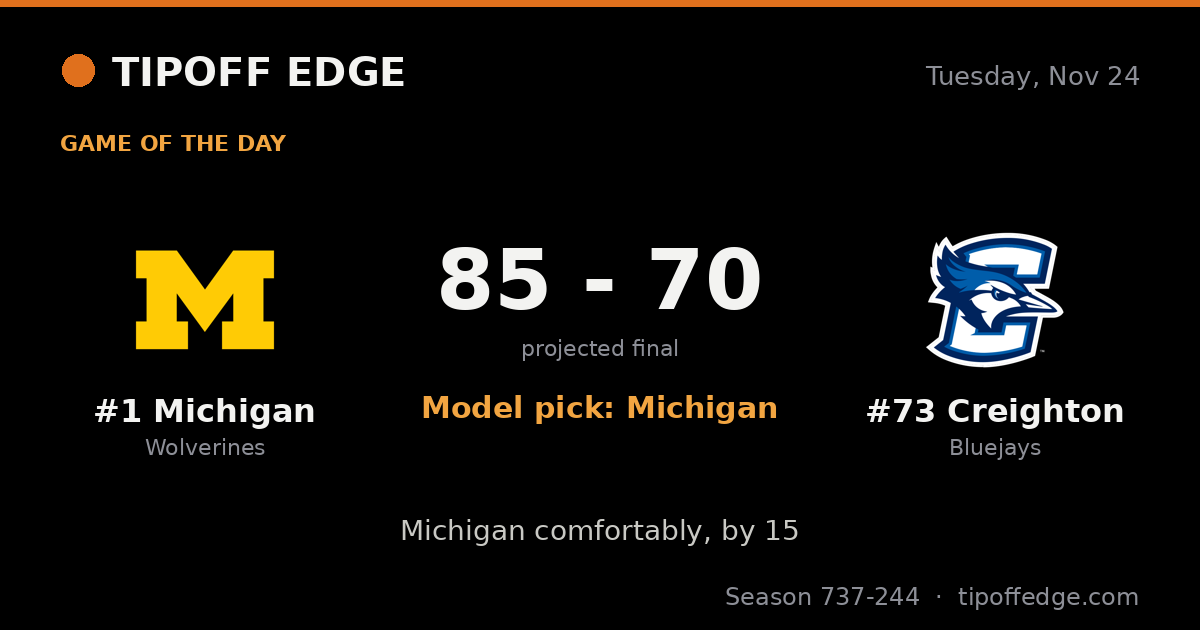 TIPOFF EDGE
Tuesday, Nov 24
GAME OF THE DAY
85 - 70
projected final
Model pick: Michigan
#1 Michigan
Wolverines
#73 Creighton
Bluejays
Michigan comfortably, by 15
Season 737-244 · tipoffedge.com